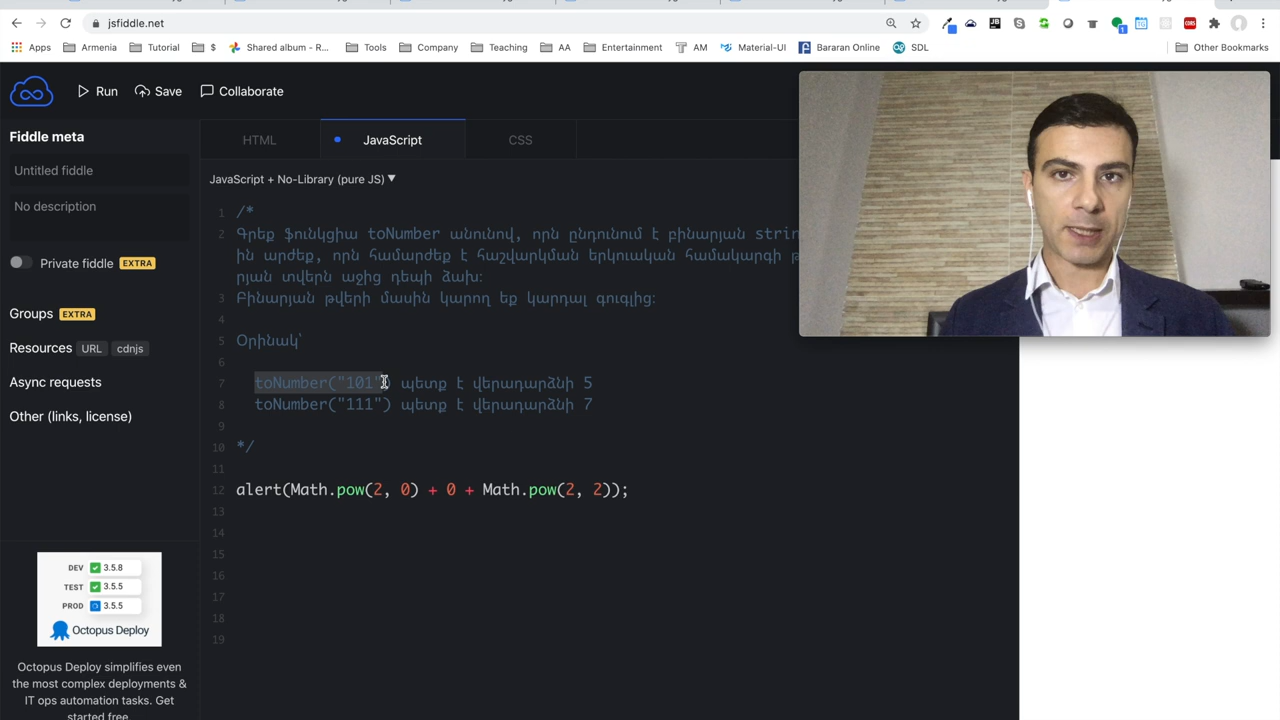 jsfiddle.net
Apps Armenia Tutorial $ Shared album - R... Tools Company Teaching AA Entertainment AM Material-UI Bararan Online SDL Other Bookmarks
Run Save Collaborate
Fiddle meta
Untitled fiddle
No description
Private fiddle EXTRA
Groups EXTRA
Resources URL cdnjs
Async requests
Other (links, license)
DEV 3.5.8
TEST 3.5.5
PROD 3.5.5
Octopus Deploy
Octopus Deploy simplifies even
the most complex deployments &
IT ops automation tasks. Get
started free.
HTML JavaScript CSS
JavaScript + No-Library (pure JS)
1 /*
2 Գրեք ֆունկցիա toNumber անունով, որն ընդունում է բինարյան strin
ին արժեք, որն համարժեք է հաշվարկման երկուական համակարգի թ
րյան տվերն աջից դեպի ձախ:
3 Բինարյան թվերի մասին կարող եք կարդալ գուգլից:
4
5 Օրինակ՝
6
7 toNumber("101") պետք է վերադարձնի 5
8 toNumber("111") պետք է վերադարձնի 7
9
10 */
11
12 alert(Math.pow(2, 0) + 0 + Math.pow(2, 2));
13
14
15
16
17
18
19